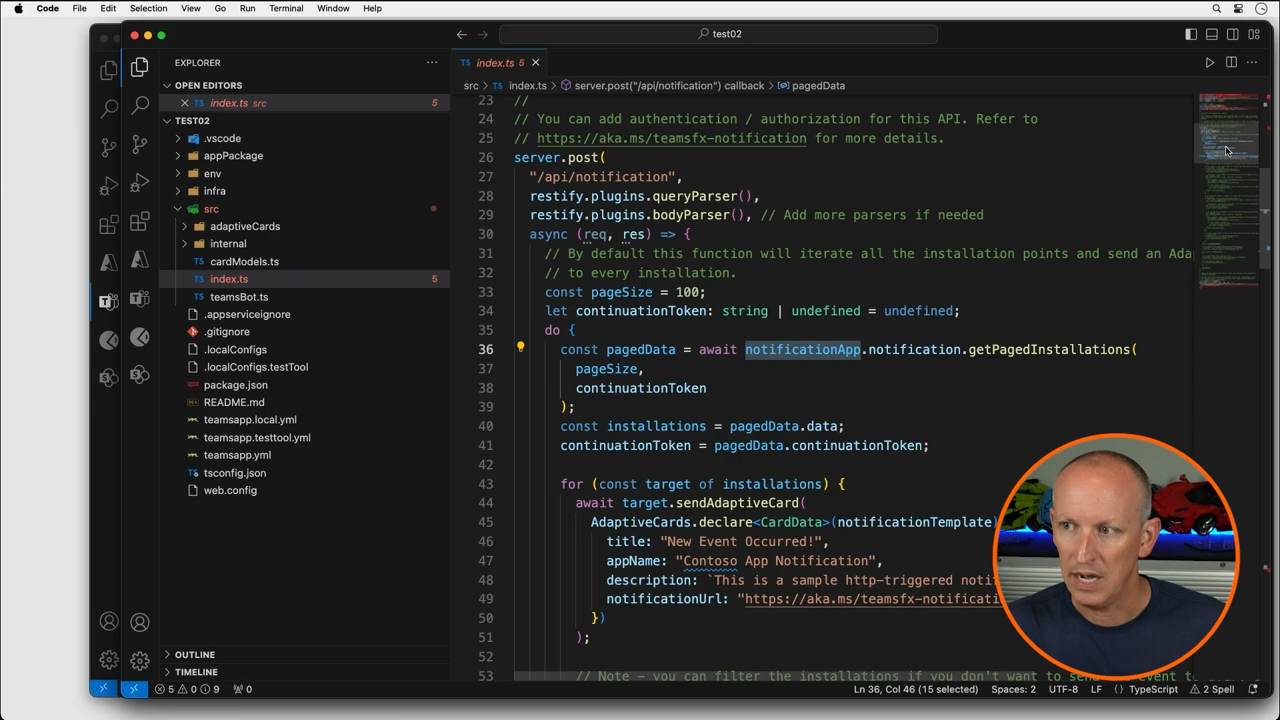 Code File Edit Selection View Go Run Terminal Window Help
test02
EXPLORER
OPEN EDITORS
TS index.ts src 5
TEST02
.vscode
appPackage
env
infra
src
adaptiveCards
internal
TS cardModels.ts
TS index.ts 5
TS teamsBot.ts
.appserviceignore
.gitignore
.localConfigs
.localConfigs.testTool
package.json
README.md
teamsapp.local.yml
teamsapp.testtool.yml
teamsapp.yml
tsconfig.json
web.config
OUTLINE
TIMELINE
TS index.ts 5
src > TS index.ts > server.post("/api/notification") callback > pagedData
23 //
24 // You can add authentication / authorization for this API. Refer to
25 // https://aka.ms/teamsfx-notification for more details.
26 server.post(
27 "/api/notification",
28 restify.plugins.queryParser(),
29 restify.plugins.bodyParser(), // Add more parsers if needed
30 async (req, res) => {
31 // By default this function will iterate all the installation points and send an Ada
32 // to every installation.
33 const pageSize = 100;
34 let continuationToken: string | undefined = undefined;
35 do {
36 const pagedData = await notificationApp.notification.getPagedInstallations(
37 pageSize,
38 continuationToken
39 );
40 const installations = pagedData.data;
41 continuationToken = pagedData.continuationToken;
42
43 for (const target of installations) {
44 await target.sendAdaptiveCard(
45 AdaptiveCards.declare<CardData>(notificationTemplate)
46 title: "New Event Occurred!",
47 appName: "Contoso App Notification",
48 description: `This is a sample http-triggered noti
49 notificationUrl: "https://aka.ms/teamsfx-notificati
50 })
51 );
52
53 // Note - you can filter the installations if you don't want to send the event to
5 0 9 0
Ln 36, Col 46 (15 selected) Spaces: 2 UTF-8 LF {} TypeScript 2 Spell